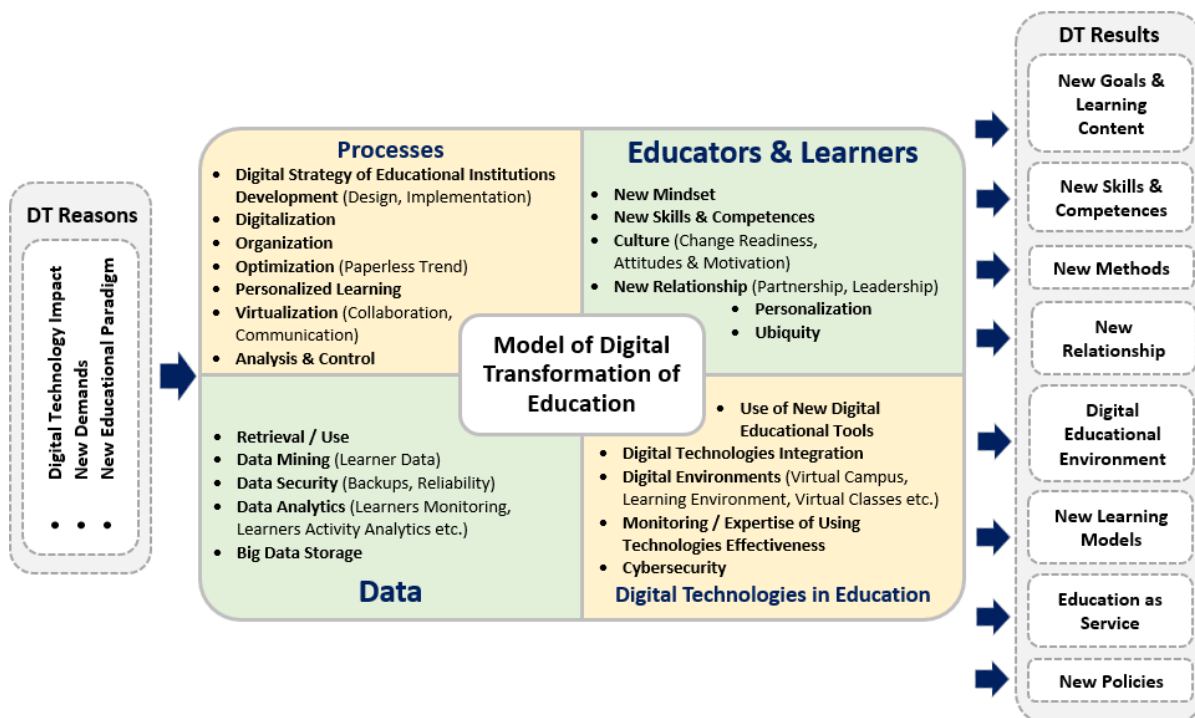 DT Reasons
• Digital Technology Impact
• New Demands
• New Educational Paradigm
Processes
• Digital Strategy of Educational Institutions
Development (Design, Implementation)
• Digitalization
• Organization
• Optimization (Paperless Trend)
• Personalized Learning
• Virtualization (Collaboration,
Communication)
• Analysis & Control
Educators & Learners
• New Mindset
• New Skills & Competences
• Culture (Change Readiness,
Attitudes & Motivation)
• New Relationship (Partnership, Leadership)
• Personalization
• Ubiquity
Model of Digital
Transformation of
Education
• Retrieval / Use
• Data Mining (Learner Data)
• Data Security (Backups, Reliability)
• Data Analytics (Learners Monitoring,
Learners Activity Analytics etc.)
• Big Data Storage
Data
• Use of New Digital
Educational Tools
• Digital Technologies Integration
• Digital Environments (Virtual Campus,
Learning Environment, Virtual Classes etc.)
• Monitoring / Expertise of Using
Technologies Effectiveness
• Cybersecurity
Digital Technologies in Education
DT Results
New Goals &
Learning
Content
New Skills &
Competences
New Methods
New
Relationship
Digital
Educational
Environment
New Learning
Models
Education as
Service
New Policies